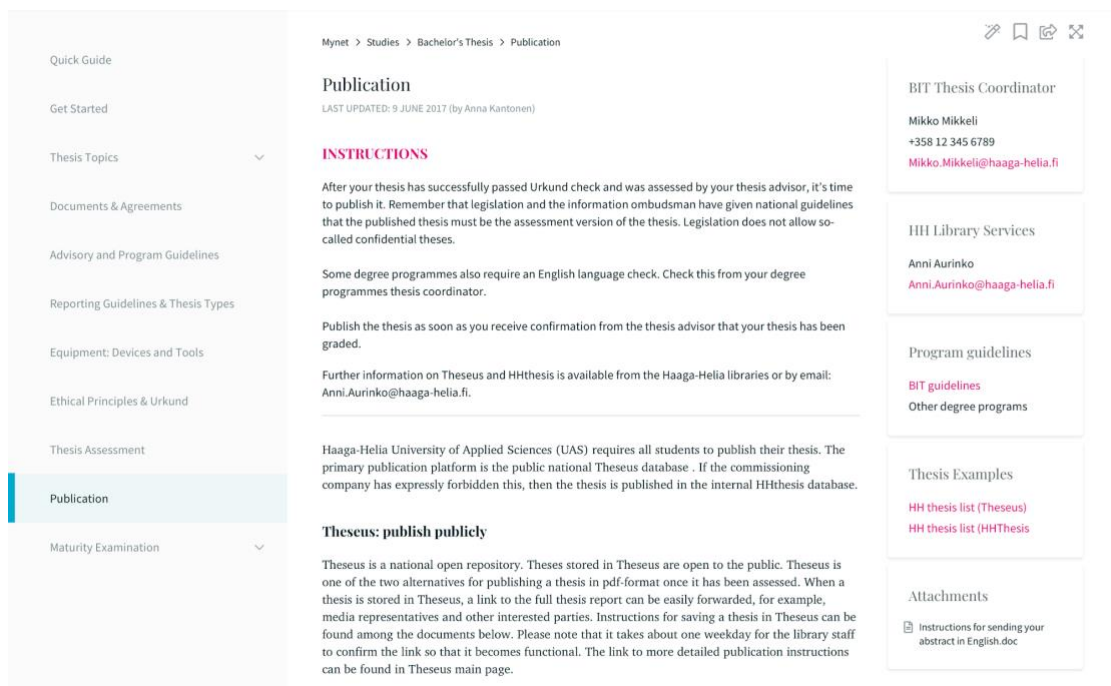 Quick Guide
Get Started
Thesis Topics
Documents & Agreements
Advisory and Program Guidelines
Reporting Guidelines & Thesis Types
Equipment: Devices and Tools
Ethical Principles & Urkund
Thesis Assessment
Publication
Maturity Examination
Mynet > Studies > Bachelor's Thesis > Publication
Publication
LAST UPDATED: 9 JUNE 2017 (by Anna Kantonen)
INSTRUCTIONS
After your thesis has successfully passed Urkund check and was assessed by your thesis advisor, it's time
to publish it. Remember that legislation and the information ombudsman have given national guidelines
that the published thesis must be the assessment version of the thesis. Legislation does not allow so-
called confidential theses.
Some degree programmes also require an English language check. Check this from your degree
programmes thesis coordinator.
Publish the thesis as soon as you receive confirmation from the thesis advisor that your thesis has been
graded.
Further information on Theseus and HHthesis is available from the Haaga-Helia libraries or by email:
Anni.Aurinko@haaga-helia.fi.
Haaga-Helia University of Applied Sciences (UAS) requires all students to publish their thesis. The
primary publication platform is the public national Theseus database . If the commissioning
company has expressly forbidden this, then the thesis is published in the internal HHthesis database.
Theseus: publish publicly
Theseus is a national open repository. Theses stored in Theseus are open to the public. Theseus is
one of the two alternatives for publishing a thesis in pdf-format once it has been assessed. When a
thesis is stored in Theseus, a link to the full thesis report can be easily forwarded, for example,
media representatives and other interested parties. Instructions for saving a thesis in Theseus can be
found among the documents below. Please note that it takes about one weekday for the library staff
to confirm the link so that it becomes functional. The link to more detailed publication instructions
can be found in Theseus main page.
BIT Thesis Coordinator
Mikko Mikkeli
+358 12 345 6789
Mikko.Mikkeli@haaga-helia.fi
HH Library Services
Anni Aurinko
Anni.Aurinko@haaga-helia.fi
Program guidelines
BIT guidelines
Other degree programs
Thesis Examples
HH thesis list (Theseus)
HH thesis list (HHThesis
Attachments
Instructions for sending your
abstract in English.doc